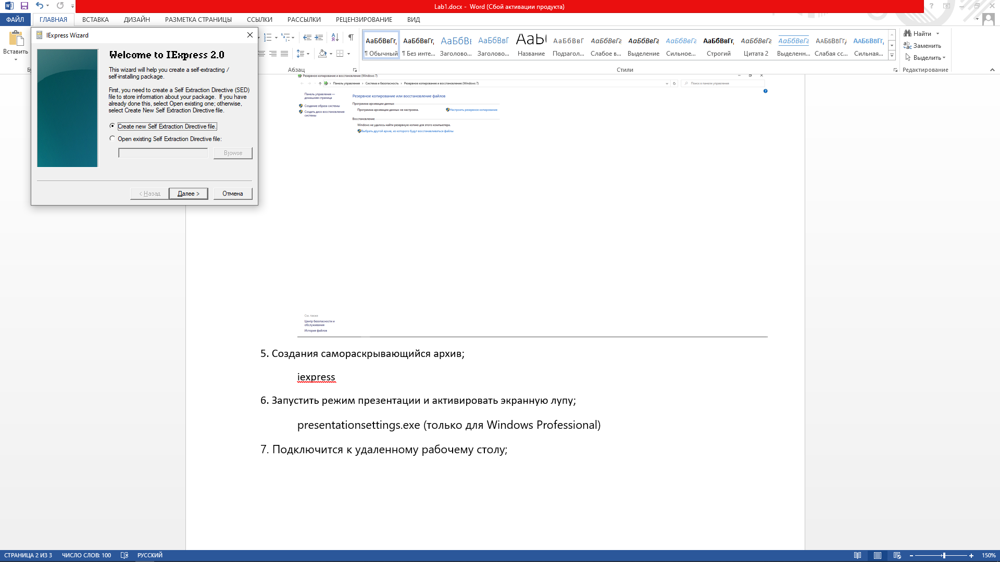 Lab1.docx - Word (Сбой активации продукта)
ФАЙЛ ГЛАВНАЯ ВСТАВКА ДИЗАЙН РАЗМЕТКА СТРАНИЦЫ ССЫЛКИ РАССЫЛКИ РЕЦЕНЗИРОВАНИЕ ВИД
Вставить
АаБбВвГг, АаБбВвГг, АаБбВв АаБбВвГ АаЬ АаБбВвГ АаБбВвГг АаБбВвГг АаБбВвГг АаБбВвГг, АаБбВвГг АаБбВвГг ААБбВвГг АаБбВвГг,
¶ Обычный ¶ Без инте... Заголово... Заголово... Название Подзагол... Слабое в... Выделение Сильное... Строгий Цитата 2 Выделенн... Слабая сс... Сильная...
Найти
Заменить
Выделить
Абзац Стили Редактирование
IExpress Wizard
Welcome to IExpress 2.0
This wizard will help you create a self-extracting /
self-installing package.
First, you need to create a Self Extraction Directive (SED)
file to store information about your package. If you have
already done this, select Open existing one; otherwise,
select Create New Self Extraction Directive file.
Create new Self Extraction Directive file.
Open existing Self Extraction Directive file:
Browse
< Назад Далее > Отмена
Резервное копирование и восстановление (Windows 7)
Панель управления › Система и безопасность › Резервное копирование и восстановление (Windows 7)
Поиск в панели управления
Панель управления —
домашняя страница
Создание образа системы
Создать диск восстановления
системы
Резервное копирование или восстановление файлов
Программа архивации данных
Программа архивации данных не настроена.
Настроить резервное копирование
Восстановление
Windows не удалось найти резервную копию для этого компьютера.
Выбрать другой архив, из которого будут восстанавливаться файлы
См. также
Центр безопасности и
обслуживания
История файлов
5. Создания самораскрывающийся архив;
iexpress
6. Запустить режим презентации и активировать экранную лупу;
presentationsettings.exe (только для Windows Professional)
7. Подключится к удаленному рабочему столу;
СТРАНИЦА 2 ИЗ 3 ЧИСЛО СЛОВ: 100 РУССКИЙ
150%